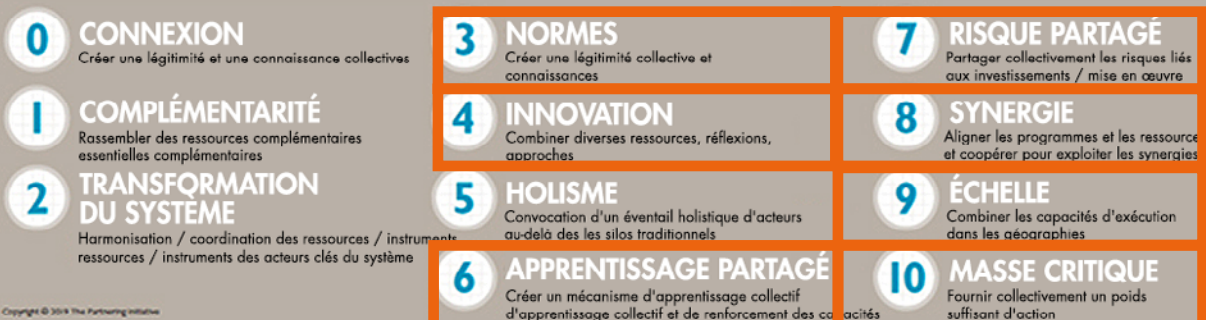 0 CONNEXION
Créer une légitimité et une connaissance collectives
1 COMPLÉMENTARITÉ
Rassembler des ressources complémentaires
essentielles complémentaires
2 TRANSFORMATION
DU SYSTÈME
Harmonisation / coordination des ressources / instruments
ressources / instruments des acteurs clés du système
3 NORMES
Créer une légitimité collective et
connaissances
4 INNOVATION
Combiner diverses ressources, réflexions,
approches
5 HOLISME
Convocation d'un éventail holistique d'acteurs
au-delà des les silos traditionnels
6 APPRENTISSAGE PARTAGÉ
Créer un mécanisme d'apprentissage collectif
d'apprentissage collectif et de renforcement des capacités
7 RISQUE PARTAGÉ
Partager collectivement les risques liés
aux investissements / mise en œuvre
8 SYNERGIE
Aligner les programmes et les ressource
et coopérer pour exploiter les synergies
9 ÉCHELLE
Combiner les capacités d'exécution
dans les géographies
10 MASSE CRITIQUE
Fournir collectivement un poids
suffisant d'action
Copyright © 2019 The Partnering Initiative